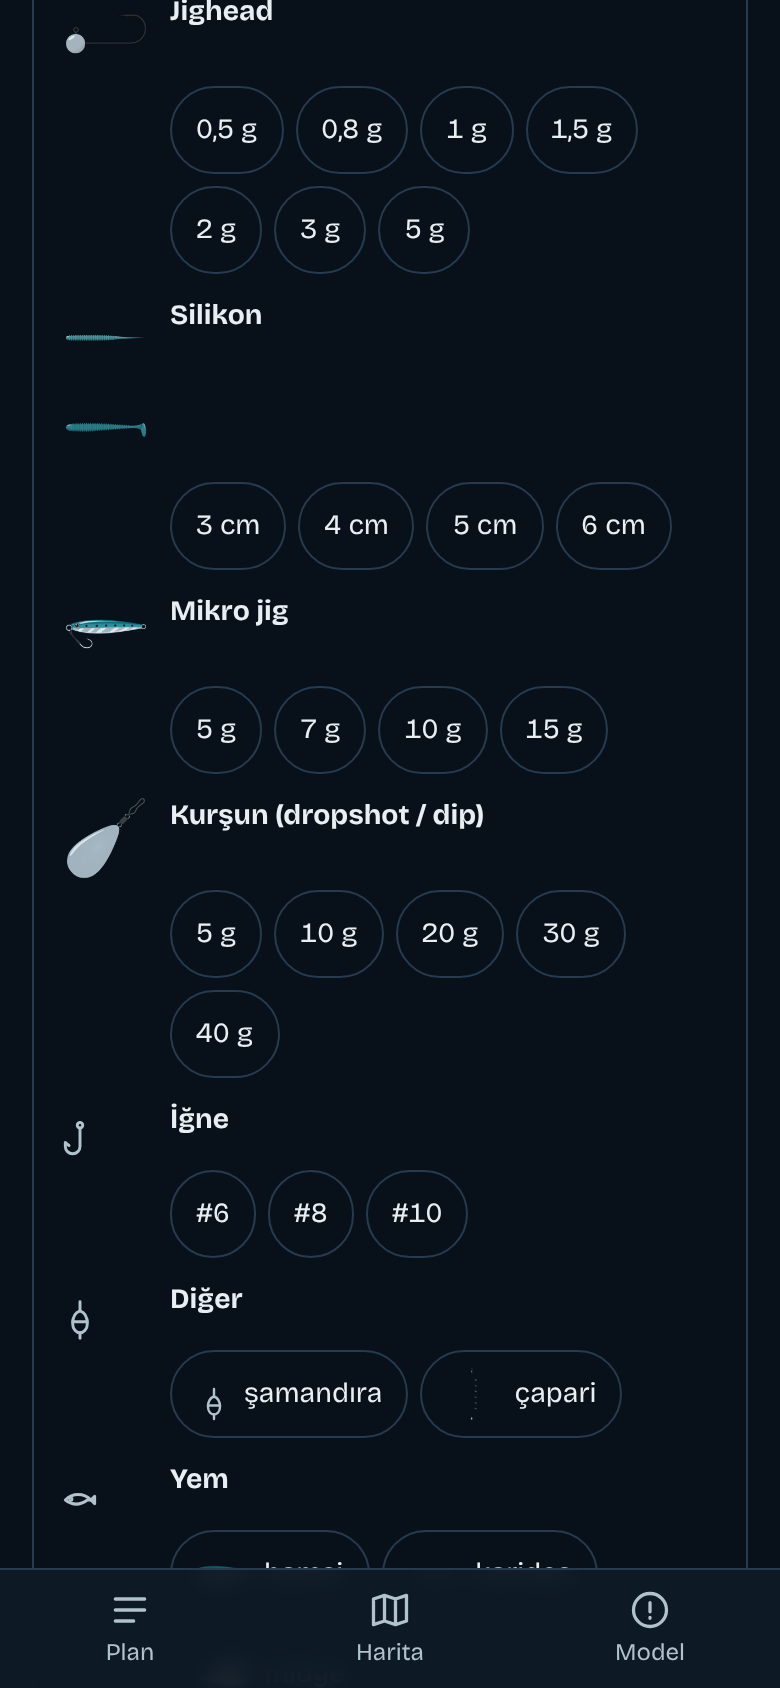 Jighead
0,5 g 0,8 g 1 g 1,5 g
2 g 3 g 5 g
Silikon
3 cm 4 cm 5 cm 6 cm
Mikro jig
5 g 7 g 10 g 15 g
Kurşun (dropshot / dip)
5 g 10 g 20 g 30 g
40 g
İğne
#6 #8 #10
Diğer
şamandıra çapari
Yem
Plan Harita Model